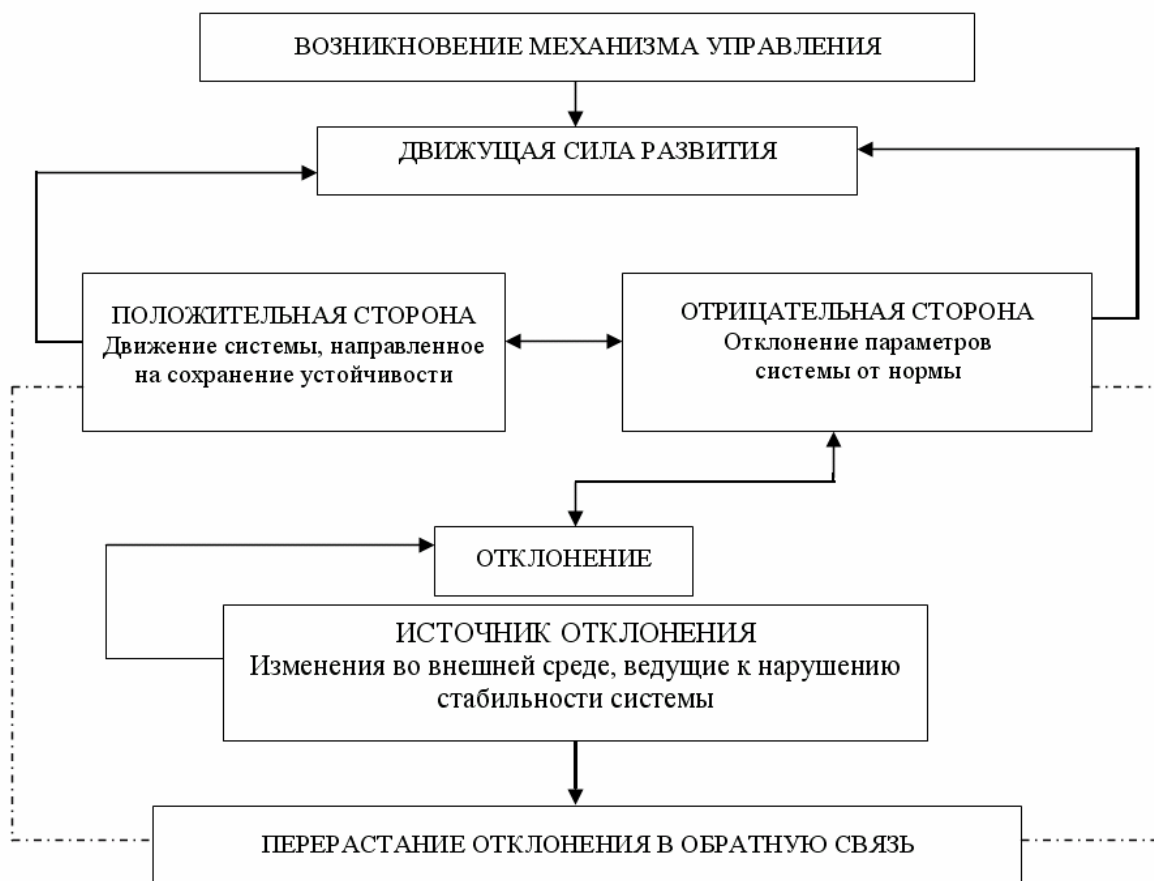 ВОЗНИКНОВЕНИЕ МЕХАНИЗМА УПРАВЛЕНИЯ
ДВИЖУЩАЯ СИЛА РАЗВИТИЯ
ПОЛОЖИТЕЛЬНАЯ СТОРОНА
Движение системы, направленное
на сохранение устойчивости
ОТРИЦАТЕЛЬНАЯ СТОРОНА
Отклонение параметров
системы от нормы
ОТКЛОНЕНИЕ
ИСТОЧНИК ОТКЛОНЕНИЯ
Изменения во внешней среде, ведущие к нарушению
стабильности системы
ПЕРЕРАСТАНИЕ ОТКЛОНЕНИЯ В ОБРАТНУЮ СВЯЗЬ